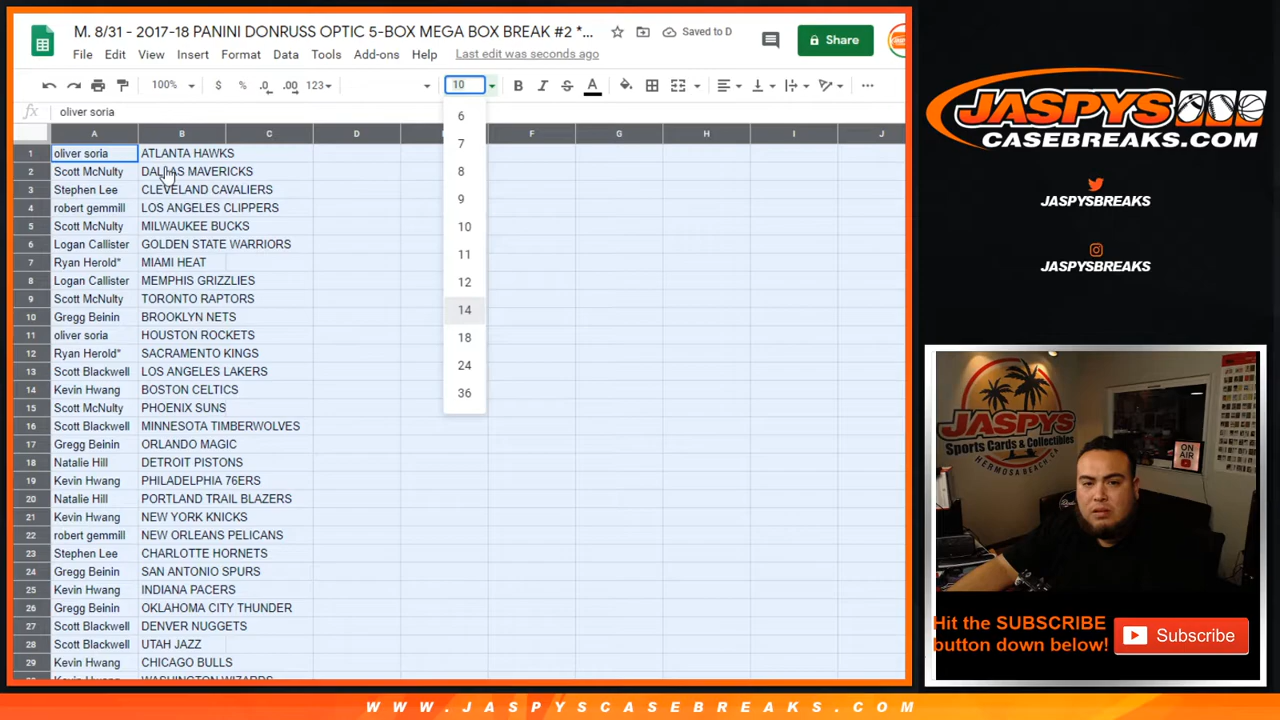 M. 8/31 - 2017-18 PANINI DONRUSS OPTIC 5-BOX MEGA BOX BREAK #2 *...
Saved to D
Share
File Edit View Insert Format Data Tools Add-ons Help Last edit was seconds ago
100% $ % .0 .00 123 10 B I S A
fx oliver soria
A B C D E F G H I J
1 oliver soria ATLANTA HAWKS
2 Scott McNulty DALLAS MAVERICKS
3 Stephen Lee CLEVELAND CAVALIERS
4 robert gemmill LOS ANGELES CLIPPERS
5 Scott McNulty MILWAUKEE BUCKS
6 Logan Callister GOLDEN STATE WARRIORS
7 Ryan Herold" MIAMI HEAT
8 Logan Callister MEMPHIS GRIZZLIES
9 Scott McNulty TORONTO RAPTORS
10 Gregg Beinin BROOKLYN NETS
11 oliver soria HOUSTON ROCKETS
12 Ryan Herold" SACRAMENTO KINGS
13 Scott Blackwell LOS ANGELES LAKERS
14 Kevin Hwang BOSTON CELTICS
15 Scott McNulty PHOENIX SUNS
16 Scott Blackwell MINNESOTA TIMBERWOLVES
17 Gregg Beinin ORLANDO MAGIC
18 Natalie Hill DETROIT PISTONS
19 Kevin Hwang PHILADELPHIA 76ERS
20 Natalie Hill PORTLAND TRAIL BLAZERS
21 Kevin Hwang NEW YORK KNICKS
22 robert gemmill NEW ORLEANS PELICANS
23 Stephen Lee CHARLOTTE HORNETS
24 Gregg Beinin SAN ANTONIO SPURS
25 Kevin Hwang INDIANA PACERS
26 Gregg Beinin OKLAHOMA CITY THUNDER
27 Scott Blackwell DENVER NUGGETS
28 Scott Blackwell UTAH JAZZ
29 Kevin Hwang CHICAGO BULLS
Kevin Hwang WASHINGTON WIZARDS
6
7
8
9
10
11
12
14
18
24
36
JASPYS
CASEBREAKS.COM
JASPYSBREAKS
JASPYSBREAKS
JASPYS
Sports Cards & Collectibles
HERMOSA BEACH, CA
ON AIR
Hit the SUBSCRIBE
button down below!
Subscribe
WWW.JASPYSCASEBREAKS.COM